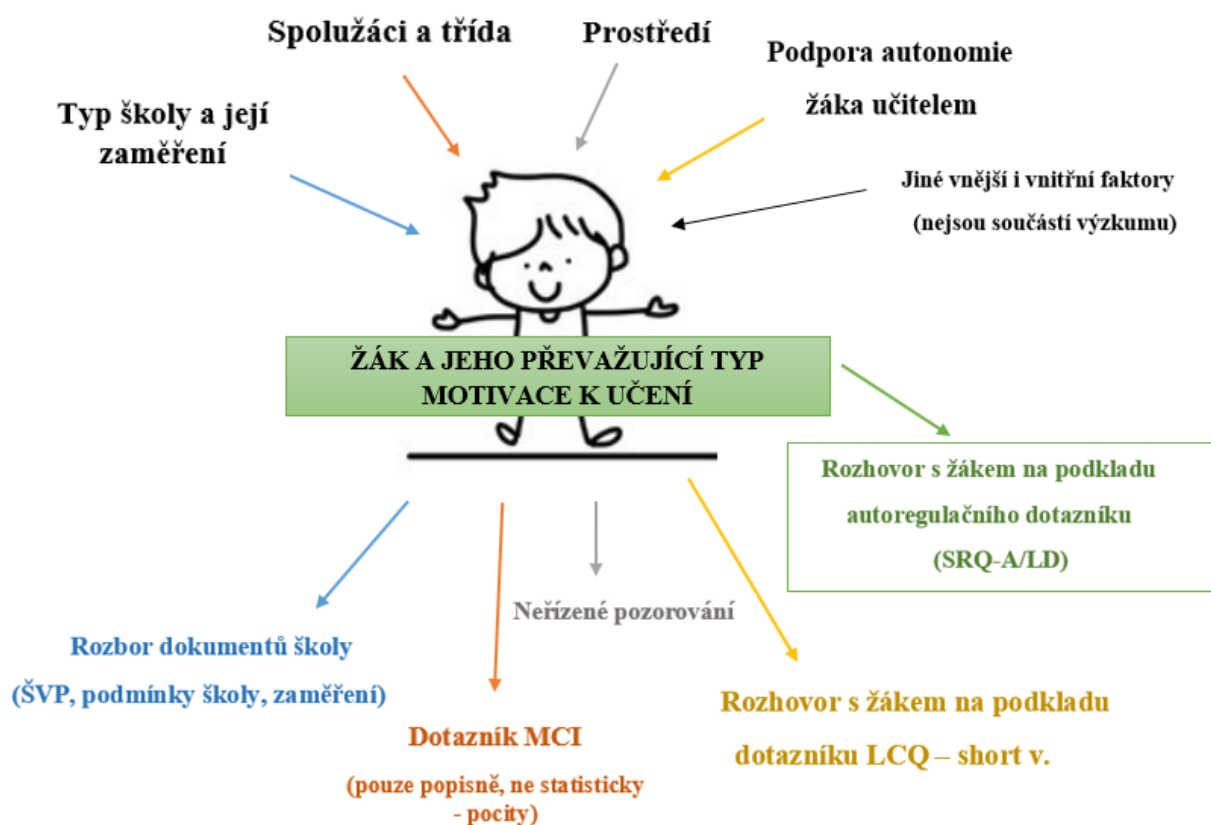 Spolužáci a třída
Prostředí
Podpora autonomie
žáka učitelem
Typ školy a její
zaměření
Jiné vnější i vnitřní faktory
(nejsou součástí výzkumu)
ŽÁK A JEHO PŘEVAŽUJÍCÍ TYP
MOTIVACE K UČENÍ
Rozhovor s žákem na podkladu
autoregulačního dotazníku
(SRQ-A/LD)
Neřízené pozorování
Rozbor dokumentů školy
(ŠVP, podmínky školy, zaměření)
Rozhovor s žákem na podkladu
dotazníku LCQ – short v.
Dotazník MCI
(pouze popisně, ne statisticky
- pocity)